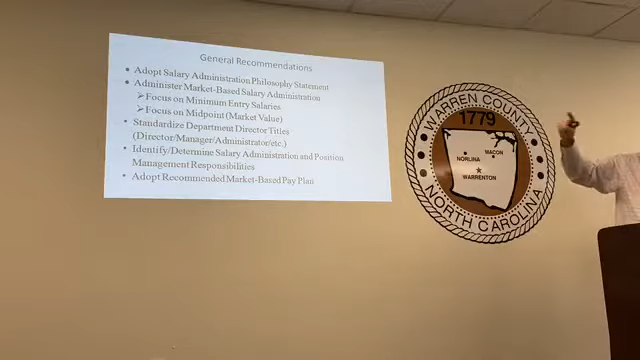 General Recommendations
• Adopt Salary Administration Philosophy Statement
• Administer Market-Based Salary Administration
➢Focus on Minimum Entry Salaries
➢Focus on Midpoint (Market Value)
• Standardize Department Director Titles
(Director/Manager/Administrator/etc.)
• Identify/Determine Salary Administration and Position
Management Responsibilities
• Adopt Recommended Market-Based Pay Plan
WARREN COUNTY
1779
NORLINA
MACON
WARRENTON
NORTH CAROLINA